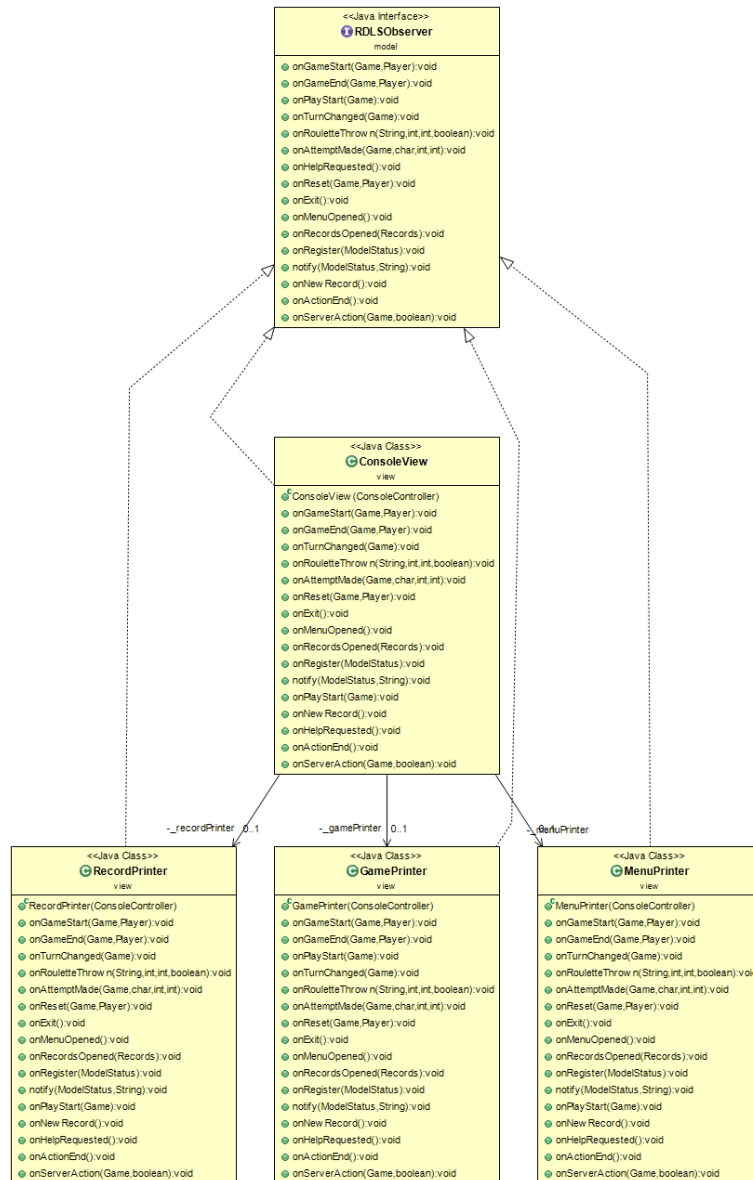 <<Java Interface>>
RDLSObserver
model
onGameStart(Game,Player):void
onGameEnd(Game,Player):void
onPlayStart(Game):void
onTurnChanged(Game):void
onRouletteThrown(String,int,int,boolean):void
onAttemptMade(Game,char,int,int):void
onHelpRequested():void
onReset(Game,Player):void
onExit():void
onMenuOpened():void
onRecordsOpened(Records):void
onRegister(ModelStatus):void
notify(ModelStatus,String):void
onNewRecord():void
onActionEnd():void
onServerAction(Game,boolean):void
<<Java Class>>
ConsoleView
view
ConsoleView(ConsoleController)
onGameStart(Game,Player):void
onGameEnd(Game,Player):void
onTurnChanged(Game):void
onRouletteThrown(String,int,int,boolean):void
onAttemptMade(Game,char,int,int):void
onReset(Game,Player):void
onExit():void
onMenuOpened():void
onRecordsOpened(Records):void
onRegister(ModelStatus):void
notify(ModelStatus,String):void
onPlayStart(Game):void
onNewRecord():void
onHelpRequested():void
onActionEnd():void
onServerAction(Game,boolean):void
-_recordPrinter 0..1
-_gamePrinter 0..1
-_menuPrinter 0..1
<<Java Class>>
RecordPrinter
view
RecordPrinter(ConsoleController)
onGameStart(Game,Player):void
onGameEnd(Game,Player):void
onTurnChanged(Game):void
onRouletteThrown(String,int,int,boolean):void
onAttemptMade(Game,char,int,int):void
onReset(Game,Player):void
onExit():void
onMenuOpened():void
onRecordsOpened(Records):void
onRegister(ModelStatus):void
notify(ModelStatus,String):void
onPlayStart(Game):void
onNewRecord():void
onHelpRequested():void
onActionEnd():void
onServerAction(Game,boolean):void
<<Java Class>>
GamePrinter
view
GamePrinter(ConsoleController)
onGameStart(Game,Player):void
onGameEnd(Game,Player):void
onPlayStart(Game):void
onTurnChanged(Game):void
onRouletteThrown(String,int,int,boolean):void
onAttemptMade(Game,char,int,int):void
onReset(Game,Player):void
onExit():void
onMenuOpened():void
onRecordsOpened(Records):void
onRegister(ModelStatus):void
notify(ModelStatus,String):void
onNewRecord():void
onHelpRequested():void
onActionEnd():void
onServerAction(Game,boolean):void
<<Java Class>>
MenuPrinter
view
MenuPrinter(ConsoleController)
onGameStart(Game,Player):void
onGameEnd(Game,Player):void
onTurnChanged(Game):void
onRouletteThrown(String,int,int,boolean):void
onAttemptMade(Game,char,int,int):void
onReset(Game,Player):void
onExit():void
onMenuOpened():void
onRecordsOpened(Records):void
onRegister(ModelStatus):void
notify(ModelStatus,String):void
onPlayStart(Game):void
onNewRecord():void
onHelpRequested():void
onActionEnd():void
onServerAction(Game,boolean):void